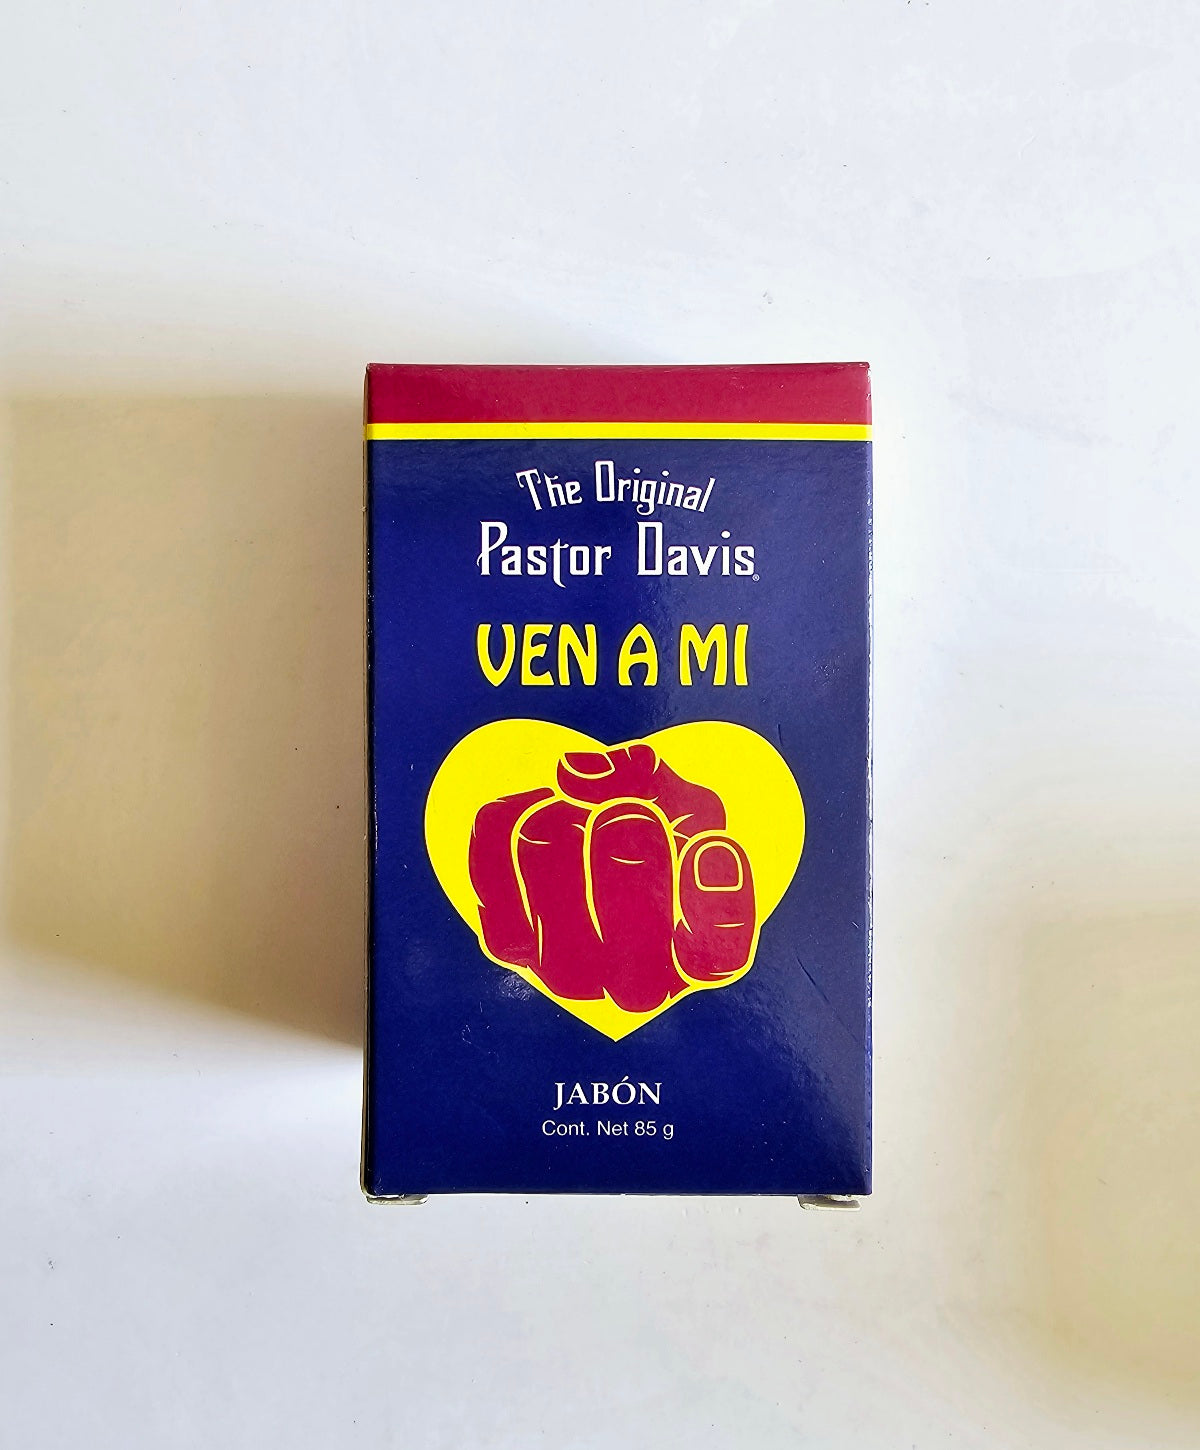 The Original
Pastor Davis®
VEN A MI
JABÓN
Cont. Net 85 g